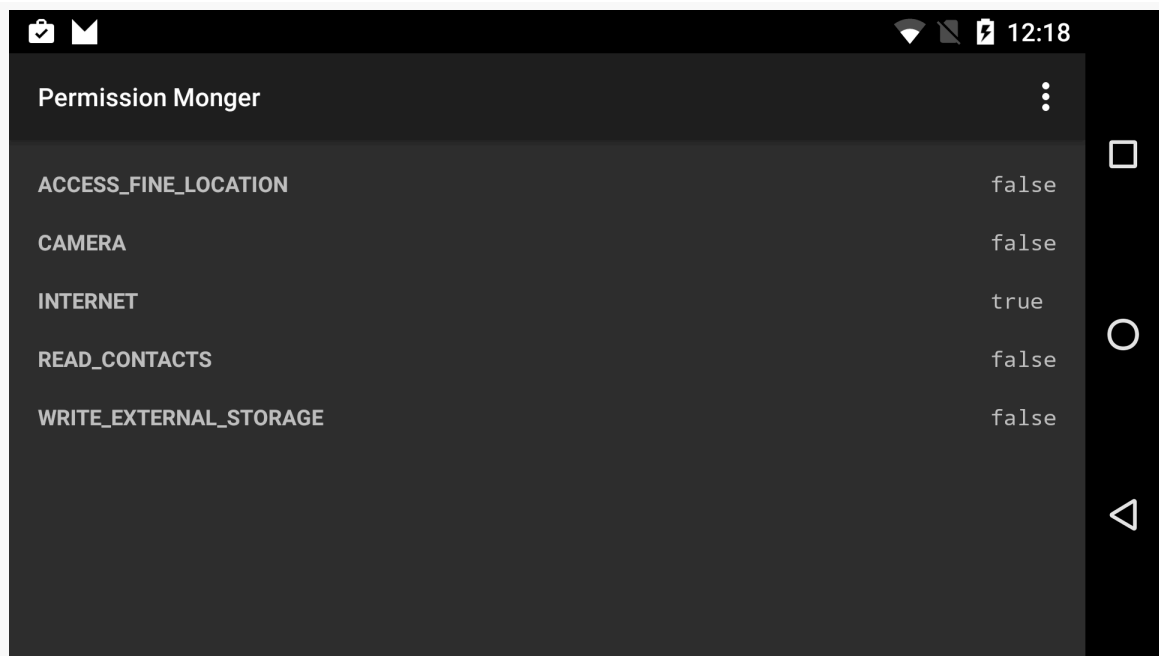 12:18
Permission Monger
ACCESS_FINE_LOCATION false
CAMERA false
INTERNET true
READ_CONTACTS false
WRITE_EXTERNAL_STORAGE false